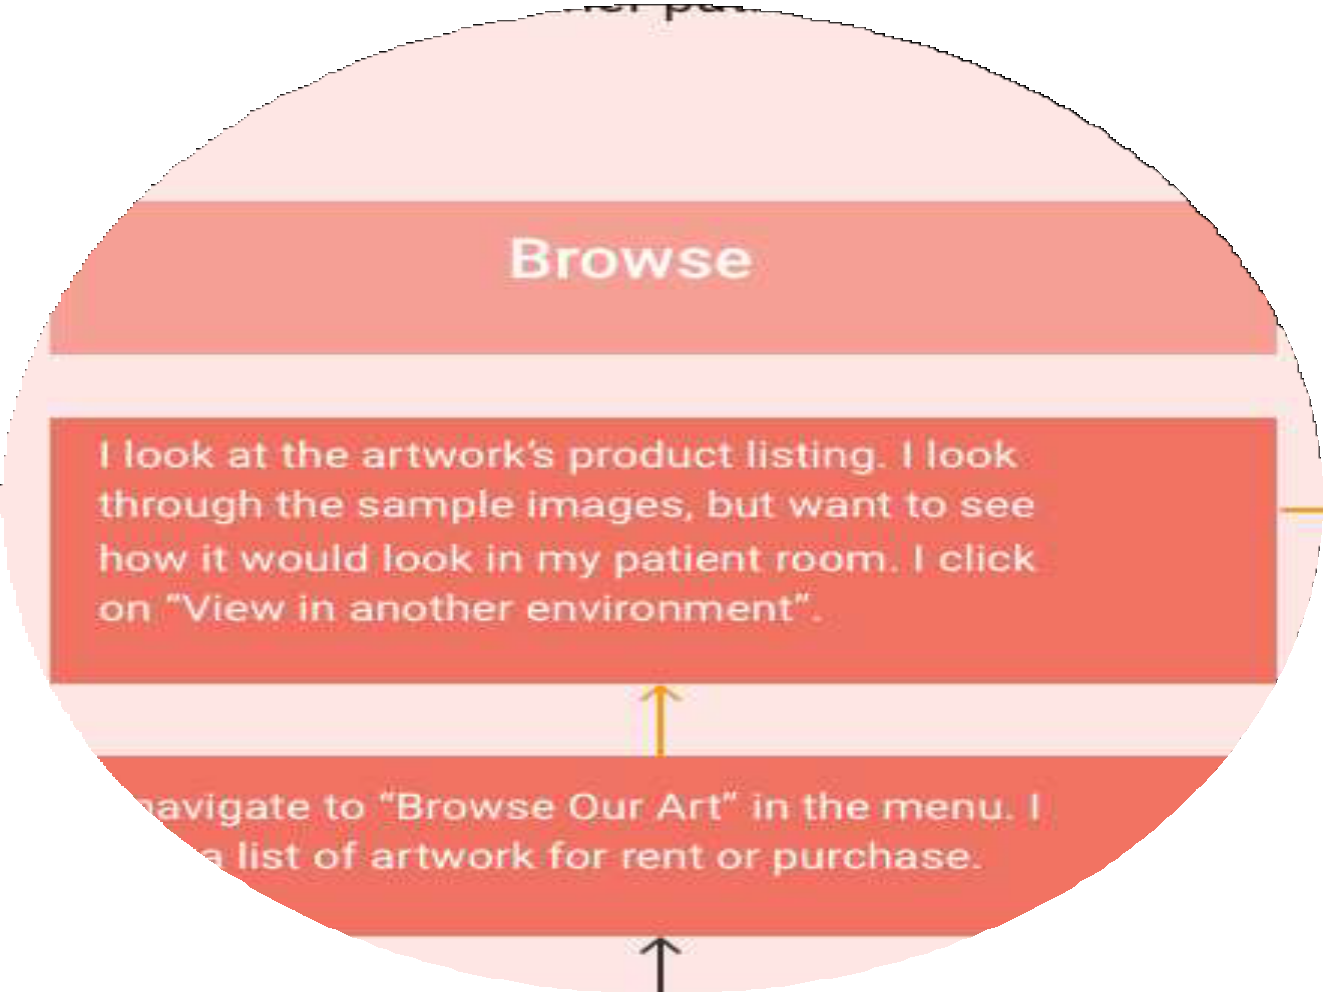 Browse
I look at the artwork’s product listing. I look
through the sample images, but want to see
how it would look in my patient room. I click
on “View in another environment”.
navigate to “Browse Our Art” in the menu. I
a list of artwork for rent or purchase.